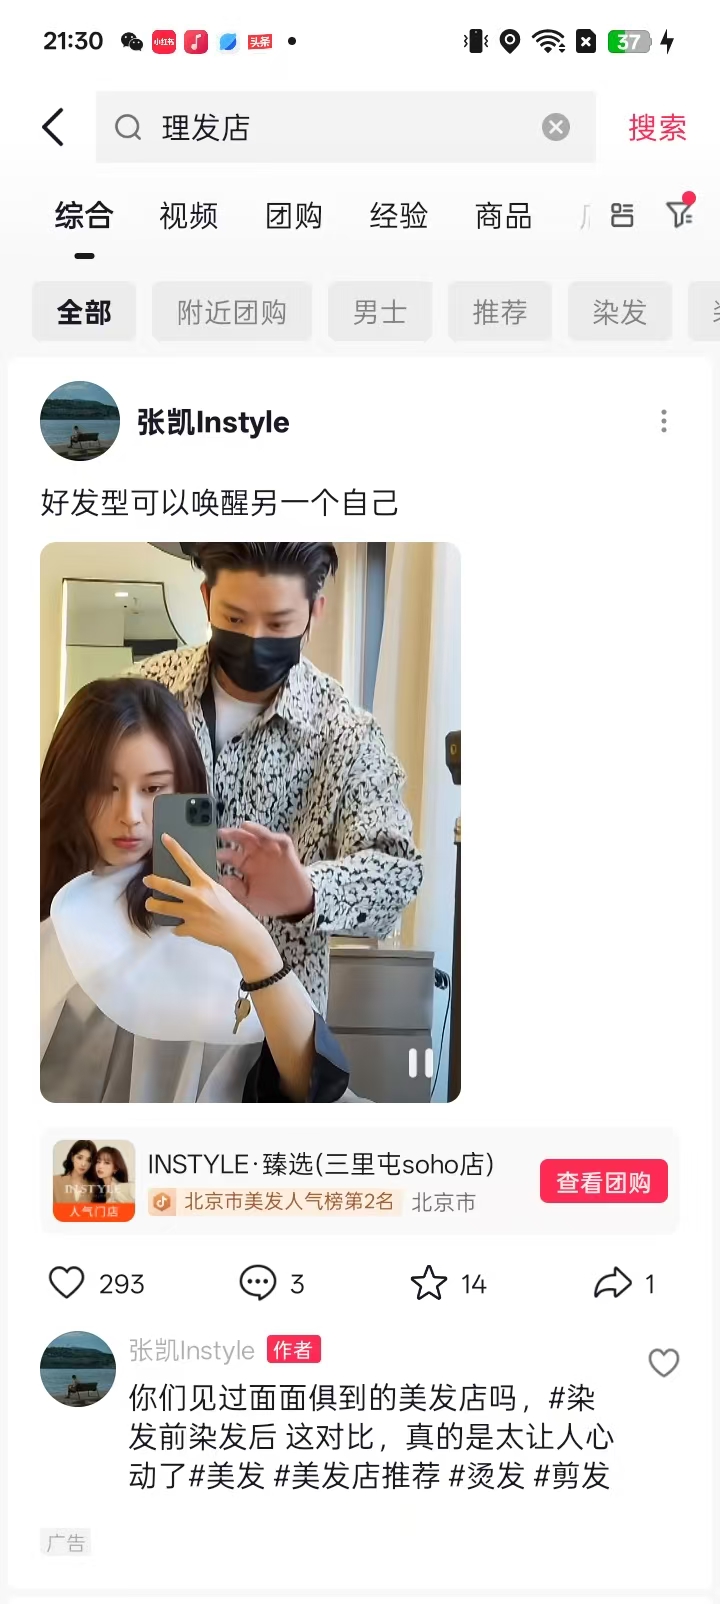 21:30
小红书
头条
37
理发店
搜索
综合
视频
团购
经验
商品
全部
附近团购
男士
推荐
染发
张凯Instyle
好发型可以唤醒另一个自己
INSTYLE
人气门店
INSTYLE·臻选(三里屯soho店)
北京市美发人气榜第2名 北京市
查看团购
293
3
14
1
张凯Instyle 作者
你们见过面面俱到的美发店吗，#染
发前染发后 这对比，真的是太让人心
动了#美发 #美发店推荐 #烫发 #剪发
广告